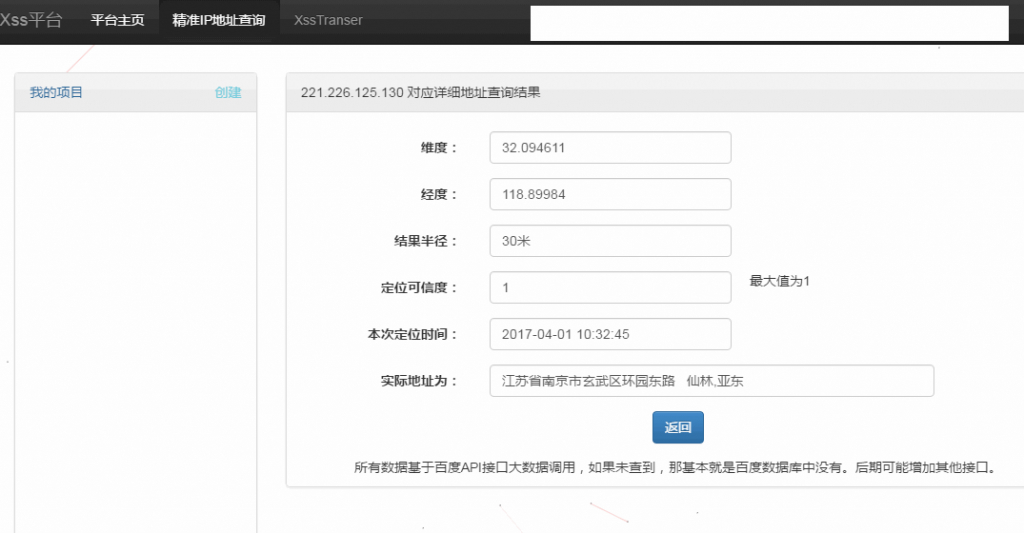 Xss平台 平台主页 精准IP地址查询 XssTranser
我的项目 创建
221.226.125.130 对应详细地址查询结果
维度： 32.094611
经度： 118.89984
结果半径： 30米
定位可信度： 1 最大值为1
本次定位时间： 2017-04-01 10:32:45
实际地址为： 江苏省南京市玄武区环园东路 仙林,亚东
返回
所有数据基于百度API接口大数据调用，如果未查到，那基本就是百度数据库中没有。后期可能增加其他接口。